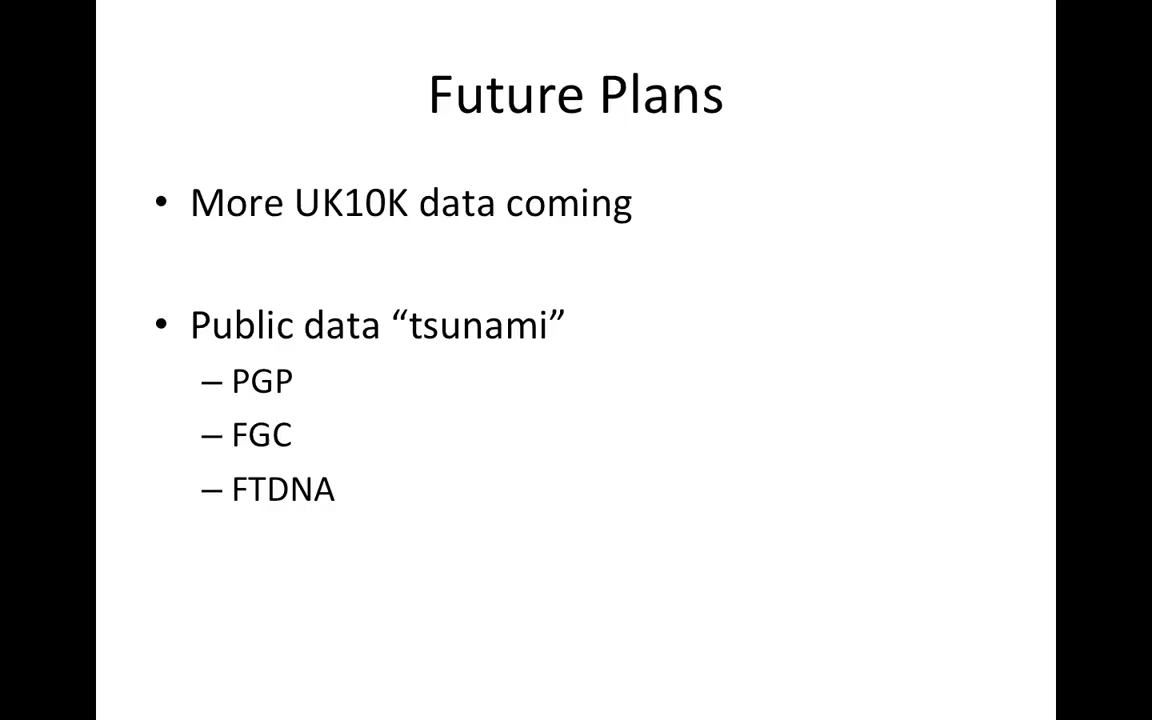 Future Plans
• More UK10K data coming
• Public data “tsunami”
– PGP
– FGC
– FTDNA